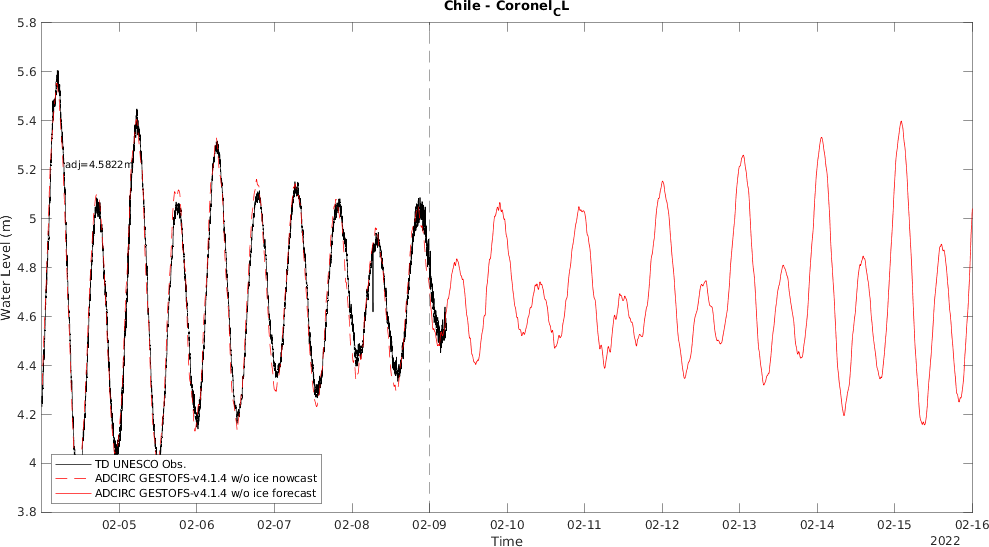 Chile - Coronel_CL
5.8
5.6
5.4
5.2
5
4.8
4.6
4.4
4.2
4
3.8
Water Level (m)
adj=4.5822m
TD UNESCO Obs.
ADCIRC GESTOFS-v4.1.4 w/o ice nowcast
ADCIRC GESTOFS-v4.1.4 w/o ice forecast
02-05 02-06 02-07 02-08 02-09 02-10 02-11 02-12 02-13 02-14 02-15 02-16
Time
2022